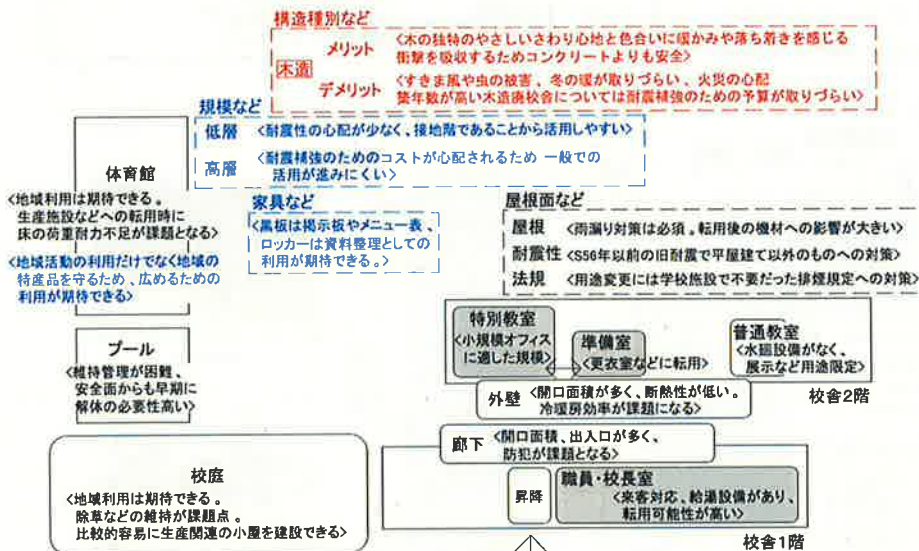 構造種別など
木造
メリット
<木の独特のやさしいさわり心地と色合いに暖かみや落ち着きを感じる
衝撃を吸収するためコンクリートよりも安全>
デメリット
<すきま風や虫の被害、冬の暖が取りづらい、火災の心配
築年数が高い木造廃校舎については耐震補強のための予算が取りづらい>
規模など
低層 <耐震性の心配が少なく、接地階であることから活用しやすい>
高層 <耐震補強のためのコストが心配されるため 一般での
活用が進みにくい>
体育館
<地域利用は期待できる。
生産施設などへの転用時に
床の荷重耐力不足が課題となる>
<地域活動の利用だけでなく地域の
特産品を守るため、広めるための
利用が期待できる>
家具など
<黒板は掲示板やメニュー表、
ロッカーは資料整理としての
利用が期待できる。>
屋根面など
屋根 <雨漏り対策は必須。転用後の機材への影響が大きい>
耐震性 <S56年以前の旧耐震で平屋建て以外のものへの対策>
法規 <用途変更には学校施設で不要だった排煙規定への対策>
プール
<維持管理が困難、
安全面からも早期に
解体の必要性高い>
特別教室
<小規模オフィス
に適した規模>
準備室
<更衣室などに転用>
普通教室
<水廻設備がなく、
展示など用途限定>
外壁 <開口面積が多く、断熱性が低い。
冷暖房効率が課題になる>
校舎2階
廊下 <開口面積、出入口が多く、
防犯が課題となる>
校庭
<地域利用は期待できる。
除草などの維持が課題点。
比較的容易に生産関連の小屋を建設できる>
昇降
職員・校長室
<来客対応、給湯設備があり、
転用可能性が高い>
校舎1階